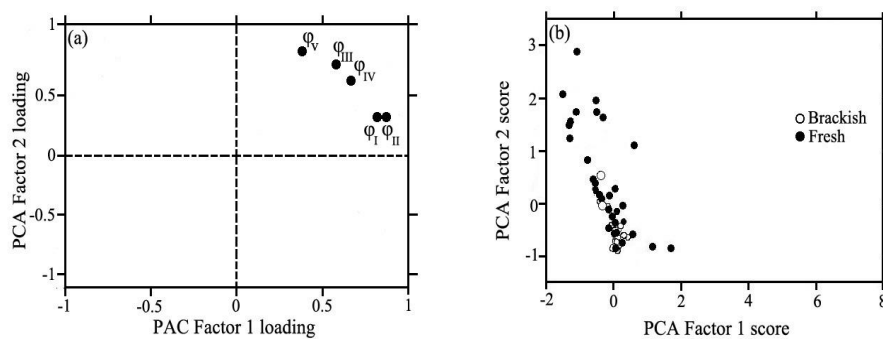 (a)
φV
φIII
φIV
φI φII
1
0.5
0
-0.5
-1
-1 -0.5 0 0.5 1
PCA Factor 2 loading
PAC Factor 1 loading
(b)
Brackish
Fresh
3
2
1
0
-1
-2 0 2 4 6 8
PCA Factor 2 score
PCA Factor 1 score